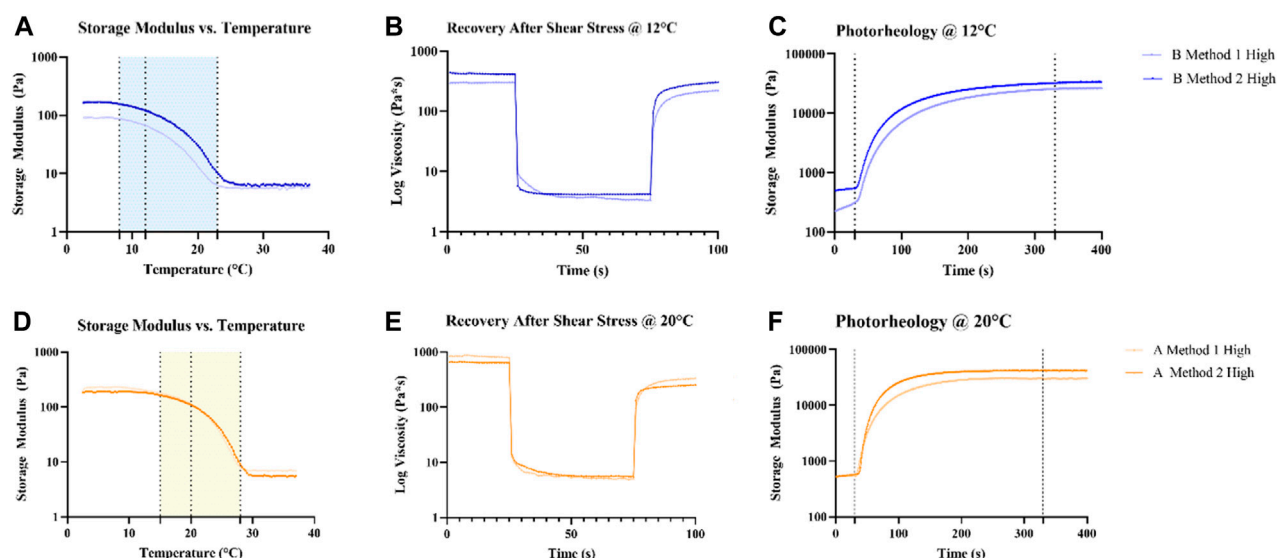 A
Storage Modulus vs. Temperature
Storage Modulus (Pa)
1000
100
10
1
0 10 20 30 40
Temperature (°C)
B
Recovery After Shear Stress @ 12°C
Log Viscosity (Pa*s)
1000
100
10
1
0 50 100
Time (s)
C
Photorheology @ 12°C
Storage Modulus (Pa)
100000
10000
1000
100
0 100 200 300 400
Time (s)
B Method 1 High
B Method 2 High
D
Storage Modulus vs. Temperature
Storage Modulus (Pa)
1000
100
10
1
0 10 20 30 40
Temperature (°C)
E
Recovery After Shear Stress @ 20°C
Log Viscosity (Pa*s)
1000
100
10
1
0 50 100
Time (s)
F
Photorheology @ 20°C
Storage Modulus (Pa)
100000
10000
1000
100
0 100 200 300 400
Time (s)
A Method 1 High
A Method 2 High